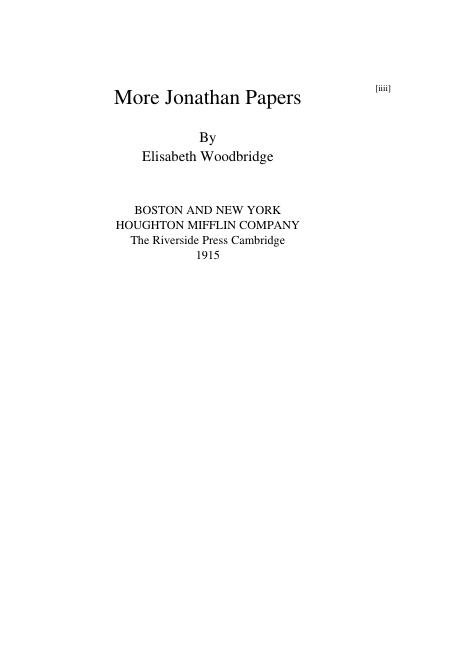 [iiii]
More Jonathan Papers
By
Elisabeth Woodbridge
BOSTON AND NEW YORK
HOUGHTON MIFFLIN COMPANY
The Riverside Press Cambridge
1915